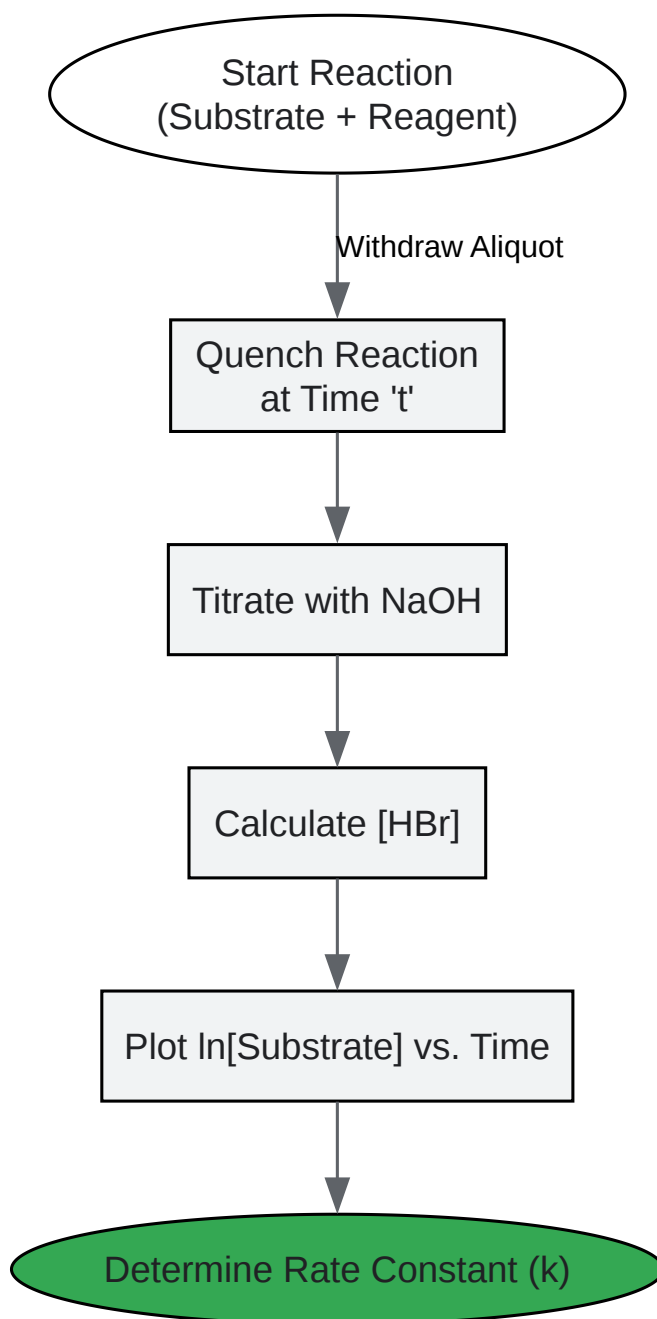 Start Reaction
(Substrate + Reagent)
Withdraw Aliquot
Quench Reaction
at Time 't'
Titrate with NaOH
Calculate [HBr]
Plot ln[Substrate] vs. Time
Determine Rate Constant (k)